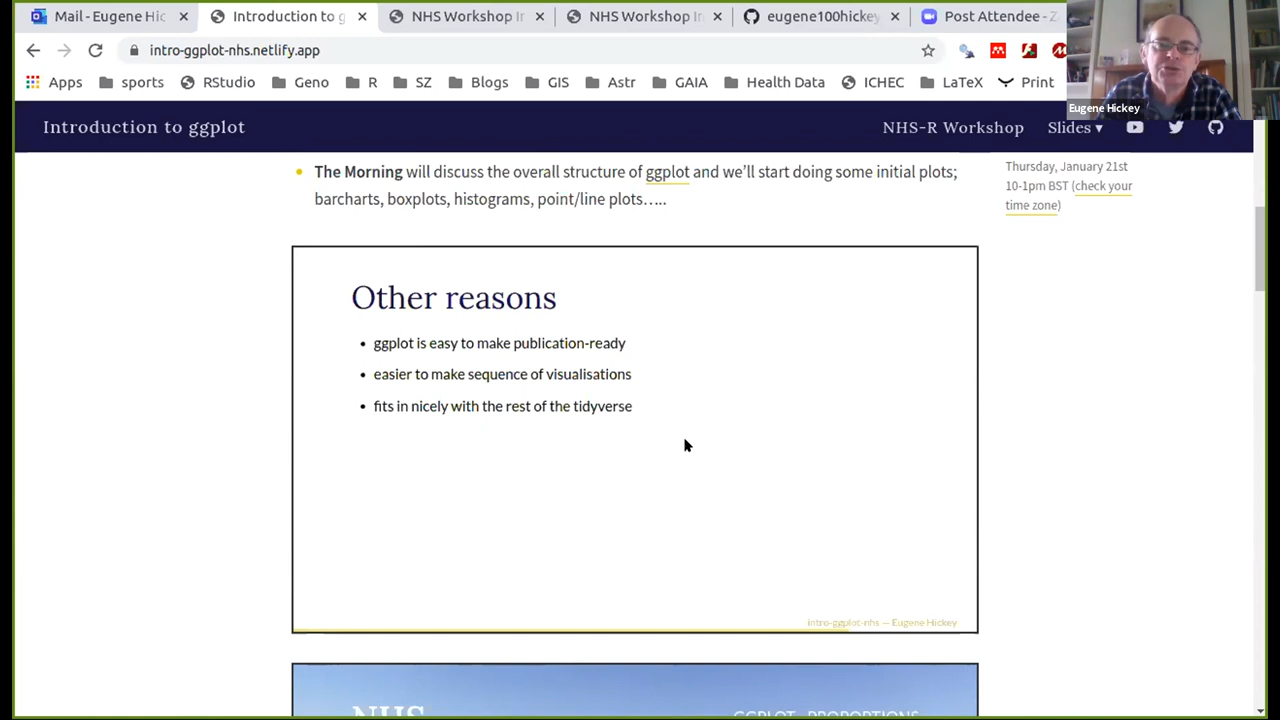 Mail - Eugene Hic
Introduction to g
NHS Workshop In
NHS Workshop In
eugene100hickey
Post Attendee - Z
intro-ggplot-nhs.netlify.app
Apps
sports
RStudio
Geno
R
SZ
Blogs
GIS
Astr
GAIA
Health Data
ICHEC
LaTeX
Print
Eugene Hickey
Introduction to ggplot
NHS-R Workshop
Slides ▾
The Morning will discuss the overall structure of ggplot and we'll start doing some initial plots;
barcharts, boxplots, histograms, point/line plots…..
Thursday, January 21st
10-1pm BST (check your
time zone)
Other reasons
• ggplot is easy to make publication-ready
• easier to make sequence of visualisations
• fits in nicely with the rest of the tidyverse
intro-ggplot-nhs — Eugene Hickey
NHS
GGPLOT PROPORTIONS